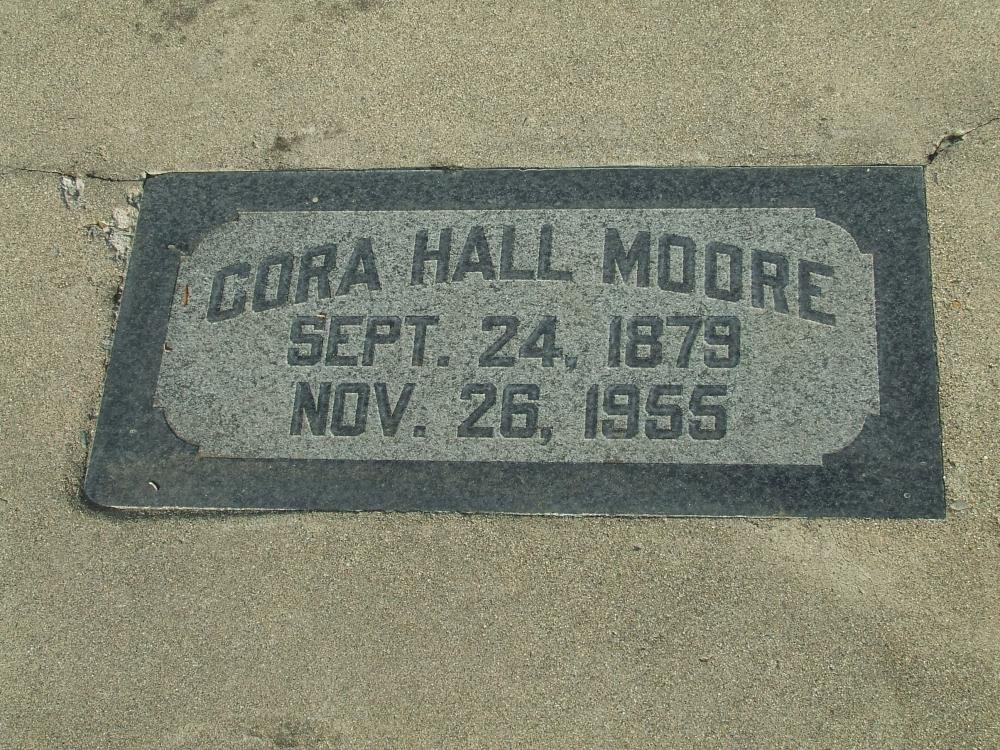 CORA HALL MOORE
SEPT. 24, 1879
NOV. 26, 1955